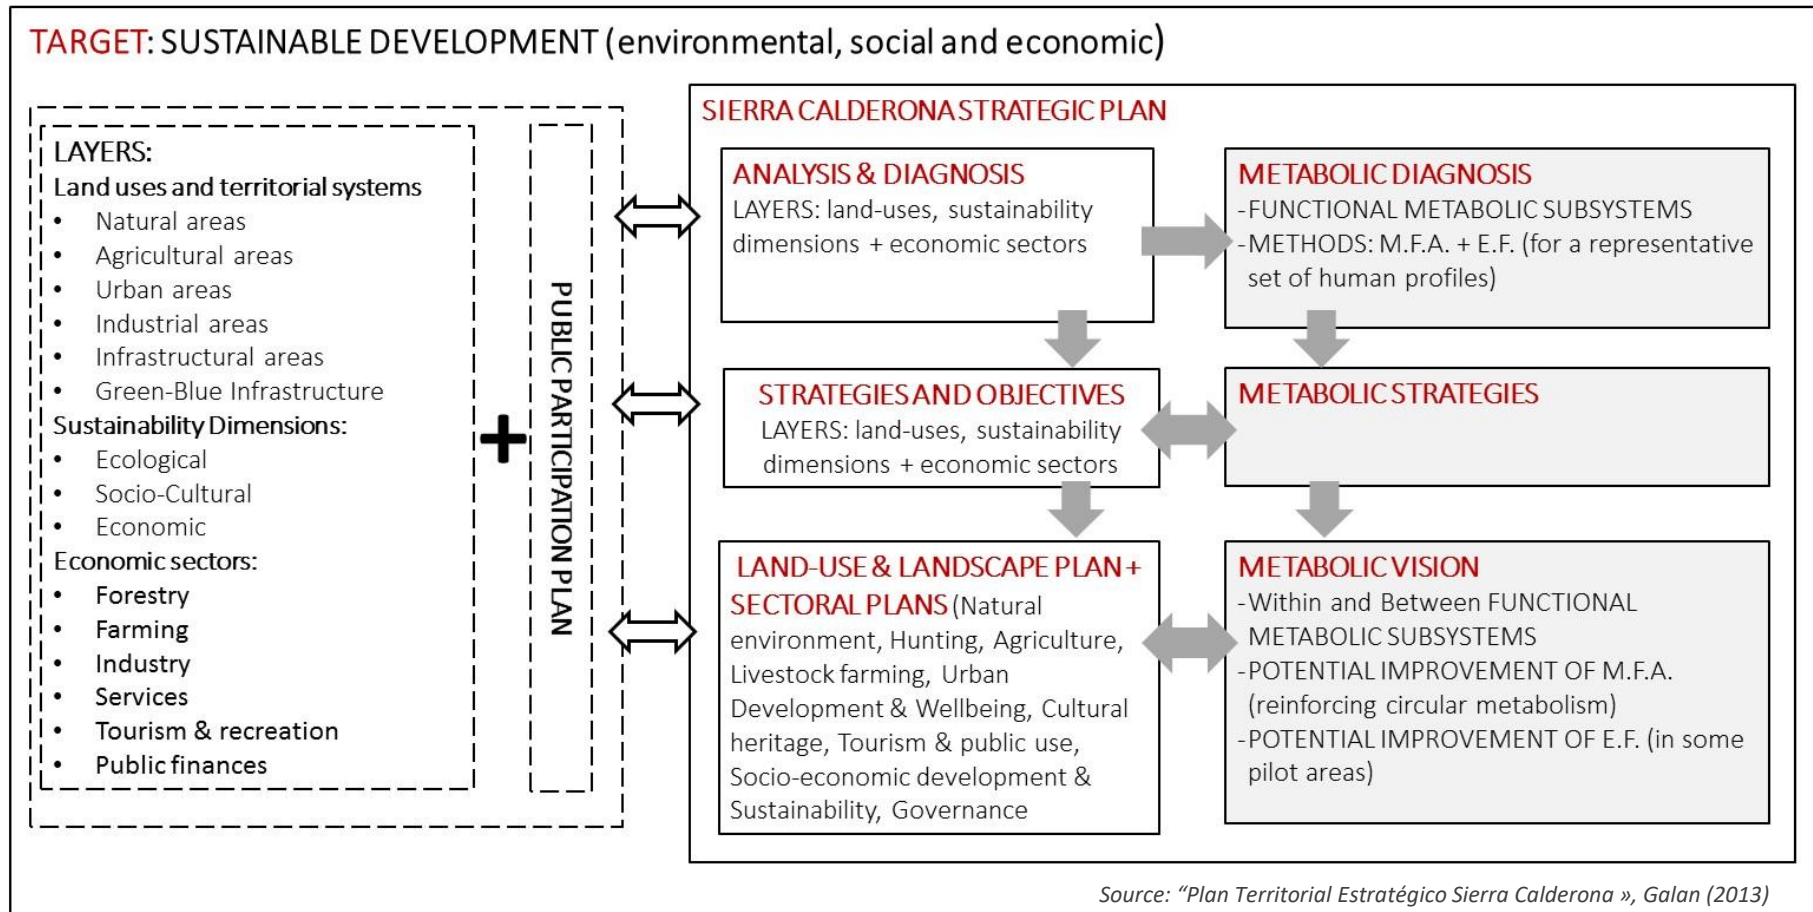 TARGET: SUSTAINABLE DEVELOPMENT (environmental, social and economic)
LAYERS:
Land uses and territorial systems
• Natural areas
• Agricultural areas
• Urban areas
• Industrial areas
• Infrastructural areas
• Green-Blue Infrastructure
Sustainability Dimensions:
• Ecological
• Socio-Cultural
• Economic
Economic sectors:
• Forestry
• Farming
• Industry
• Services
• Tourism & recreation
• Public finances
+
PUBLIC PARTICIPATION PLAN
SIERRA CALDERONA STRATEGIC PLAN
ANALYSIS & DIAGNOSIS
LAYERS: land-uses, sustainability
dimensions + economic sectors
METABOLIC DIAGNOSIS
-FUNCTIONAL METABOLIC SUBSYSTEMS
-METHODS: M.F.A. + E.F. (for a representative
set of human profiles)
STRATEGIES AND OBJECTIVES
LAYERS: land-uses, sustainability
dimensions + economic sectors
METABOLIC STRATEGIES
LAND-USE & LANDSCAPE PLAN +
SECTORAL PLANS (Natural
environment, Hunting, Agriculture,
Livestock farming, Urban
Development & Wellbeing, Cultural
heritage, Tourism & public use,
Socio-economic development &
Sustainability, Governance
METABOLIC VISION
-Within and Between FUNCTIONAL
METABOLIC SUBSYSTEMS
-POTENTIAL IMPROVEMENT OF M.F.A.
(reinforcing circular metabolism)
-POTENTIAL IMPROVEMENT OF E.F. (in some
pilot areas)
Source: “Plan Territorial Estratégico Sierra Calderona », Galan (2013)